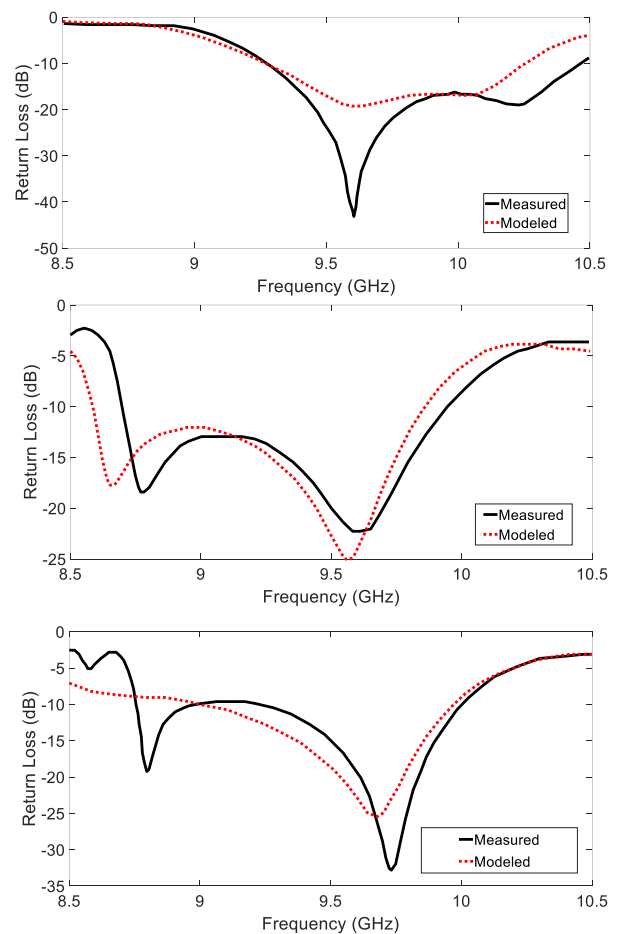 0
-10
-20
-30
-40
-50
Return Loss (dB)
Measured
Modeled
8.5 9 9.5 10 10.5
Frequency (GHz)
0
-5
-10
-15
-20
-25
Return Loss (dB)
Measured
Modeled
8.5 9 9.5 10 10.5
Frequency (GHz)
0
-5
-10
-15
-20
-25
-30
-35
Return Loss (dB)
Measured
Modeled
8.5 9 9.5 10 10.5
Frequency (GHz)